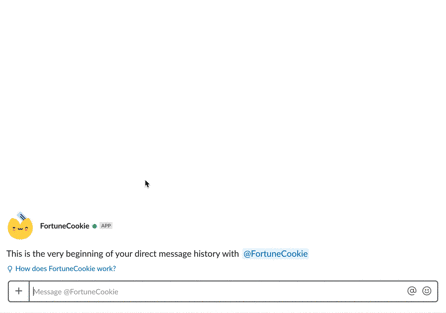 FortuneCookie APP
This is the very beginning of your direct message history with @FortuneCookie
How does FortuneCookie work?
Message @FortuneCookie